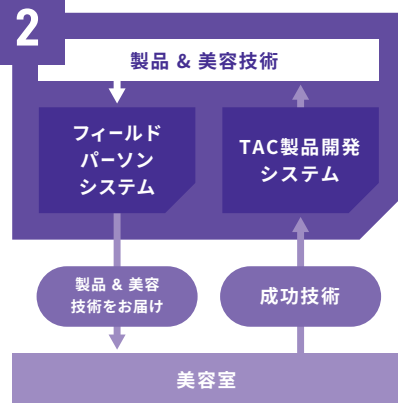 2
製品 & 美容技術
フィールド
パーソン
システム
TAC製品開発
システム
製品 & 美容
技術をお届け
成功技術
美容室